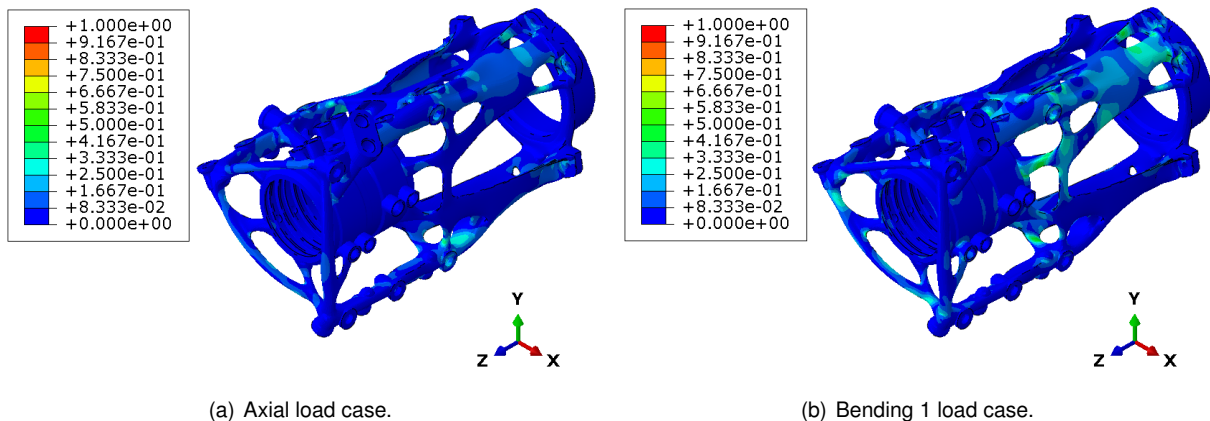 +1.000e+00
+9.167e-01
+8.333e-01
+7.500e-01
+6.667e-01
+5.833e-01
+5.000e-01
+4.167e-01
+3.333e-01
+2.500e-01
+1.667e-01
+8.333e-02
+0.000e+00
Y
Z
X
(a) Axial load case.
+1.000e+00
+9.167e-01
+8.333e-01
+7.500e-01
+6.667e-01
+5.833e-01
+5.000e-01
+4.167e-01
+3.333e-01
+2.500e-01
+1.667e-01
+8.333e-02
+0.000e+00
Y
Z
X
(b) Bending 1 load case.